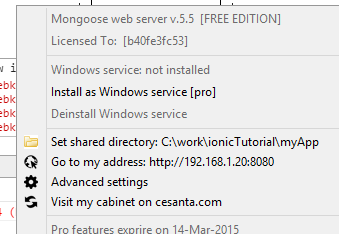 Mongoose web server v.5.5 [FREE EDITION]
Licensed To: [b40fe3fc53]
Windows service: not installed
Install as Windows service [pro]
Deinstall Windows service
Set shared directory: C:\work\ionicTutorial\myApp
Go to my address: http://192.168.1.20:8080
Advanced settings
Visit my cabinet on cesanta.com
Pro features exprire on 14-Mar-2015